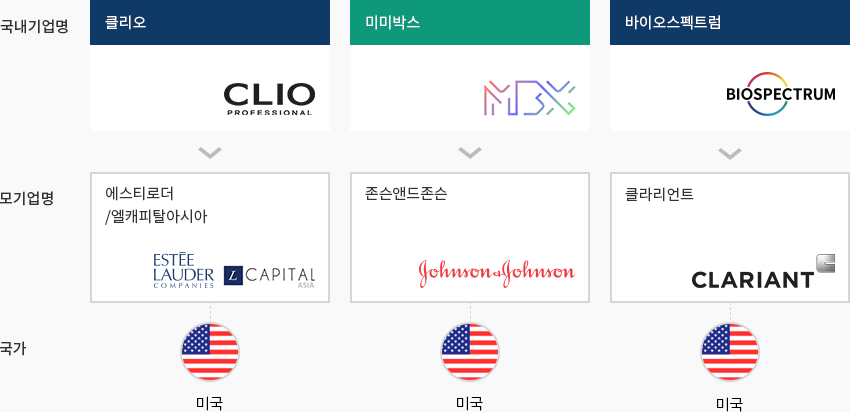 국내기업명
클리오
미미박스
바이오스펙트럼
CLIO
PROFESSIONAL
MBX
BIOSPECTRUM
모기업명
에스티로더
/엘캐피탈아시아
존슨앤드존슨
클라리언트
ESTĒE
LAUDER
COMPANIES
L CAPITAL
ASIA
Johnson & Johnson
CLARIANT
국가
미국
미국
미국